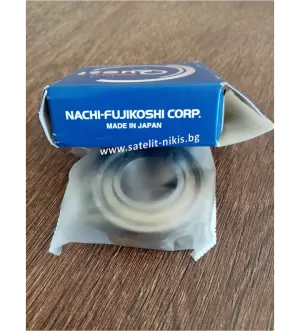 NACHI-FUJIKOSHI CORP.
MADE IN JAPAN
www.satelit-nikis.bg